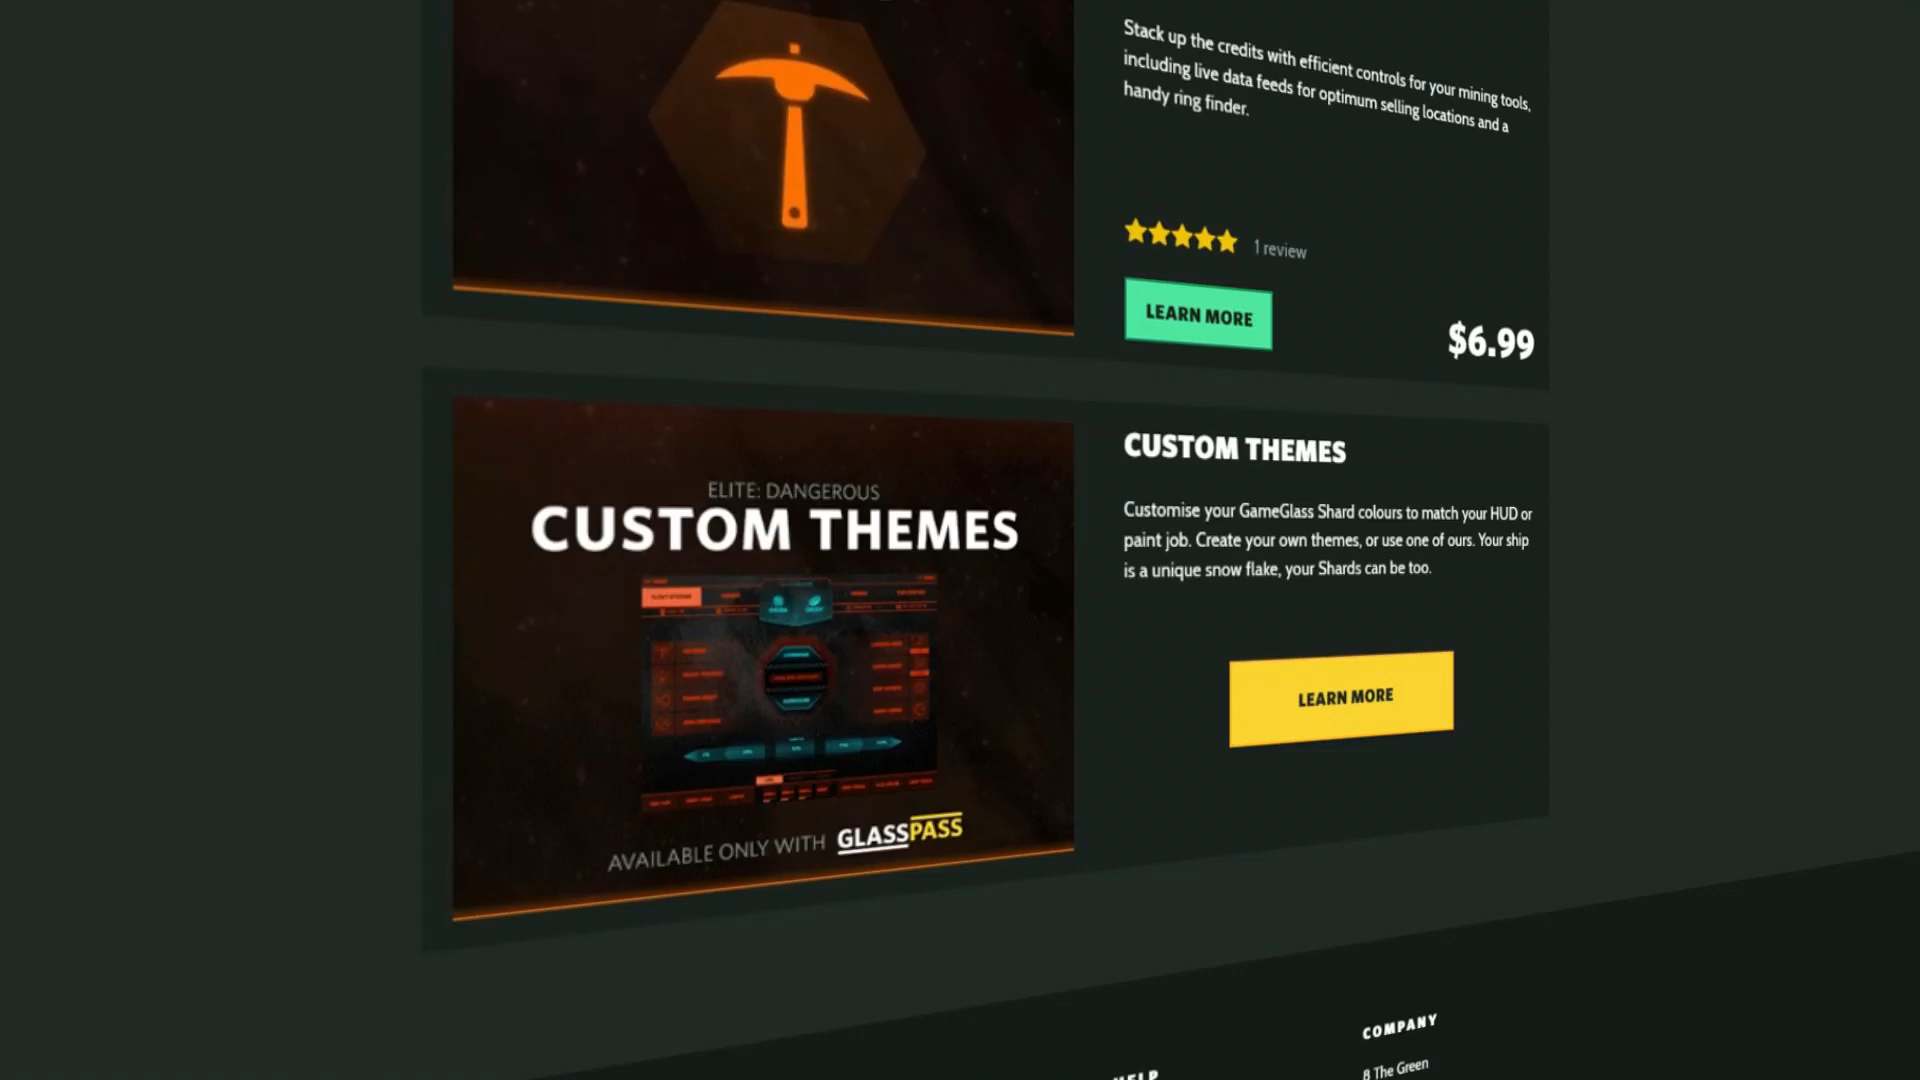 Stack up the credits with efficient controls for your mining tools,
including live data feeds for optimum selling locations and a
handy ring finder.
1 review
LEARN MORE
$6.99
ELITE: DANGEROUS
CUSTOM THEMES
AVAILABLE ONLY WITH GLASSPASS
CUSTOM THEMES
Customise your GameGlass Shard colours to match your HUD or
paint job. Create your own themes, or use one of ours. Your ship
is a unique snow flake, your Shards can be too.
LEARN MORE
HELP
COMPANY
8 The Green